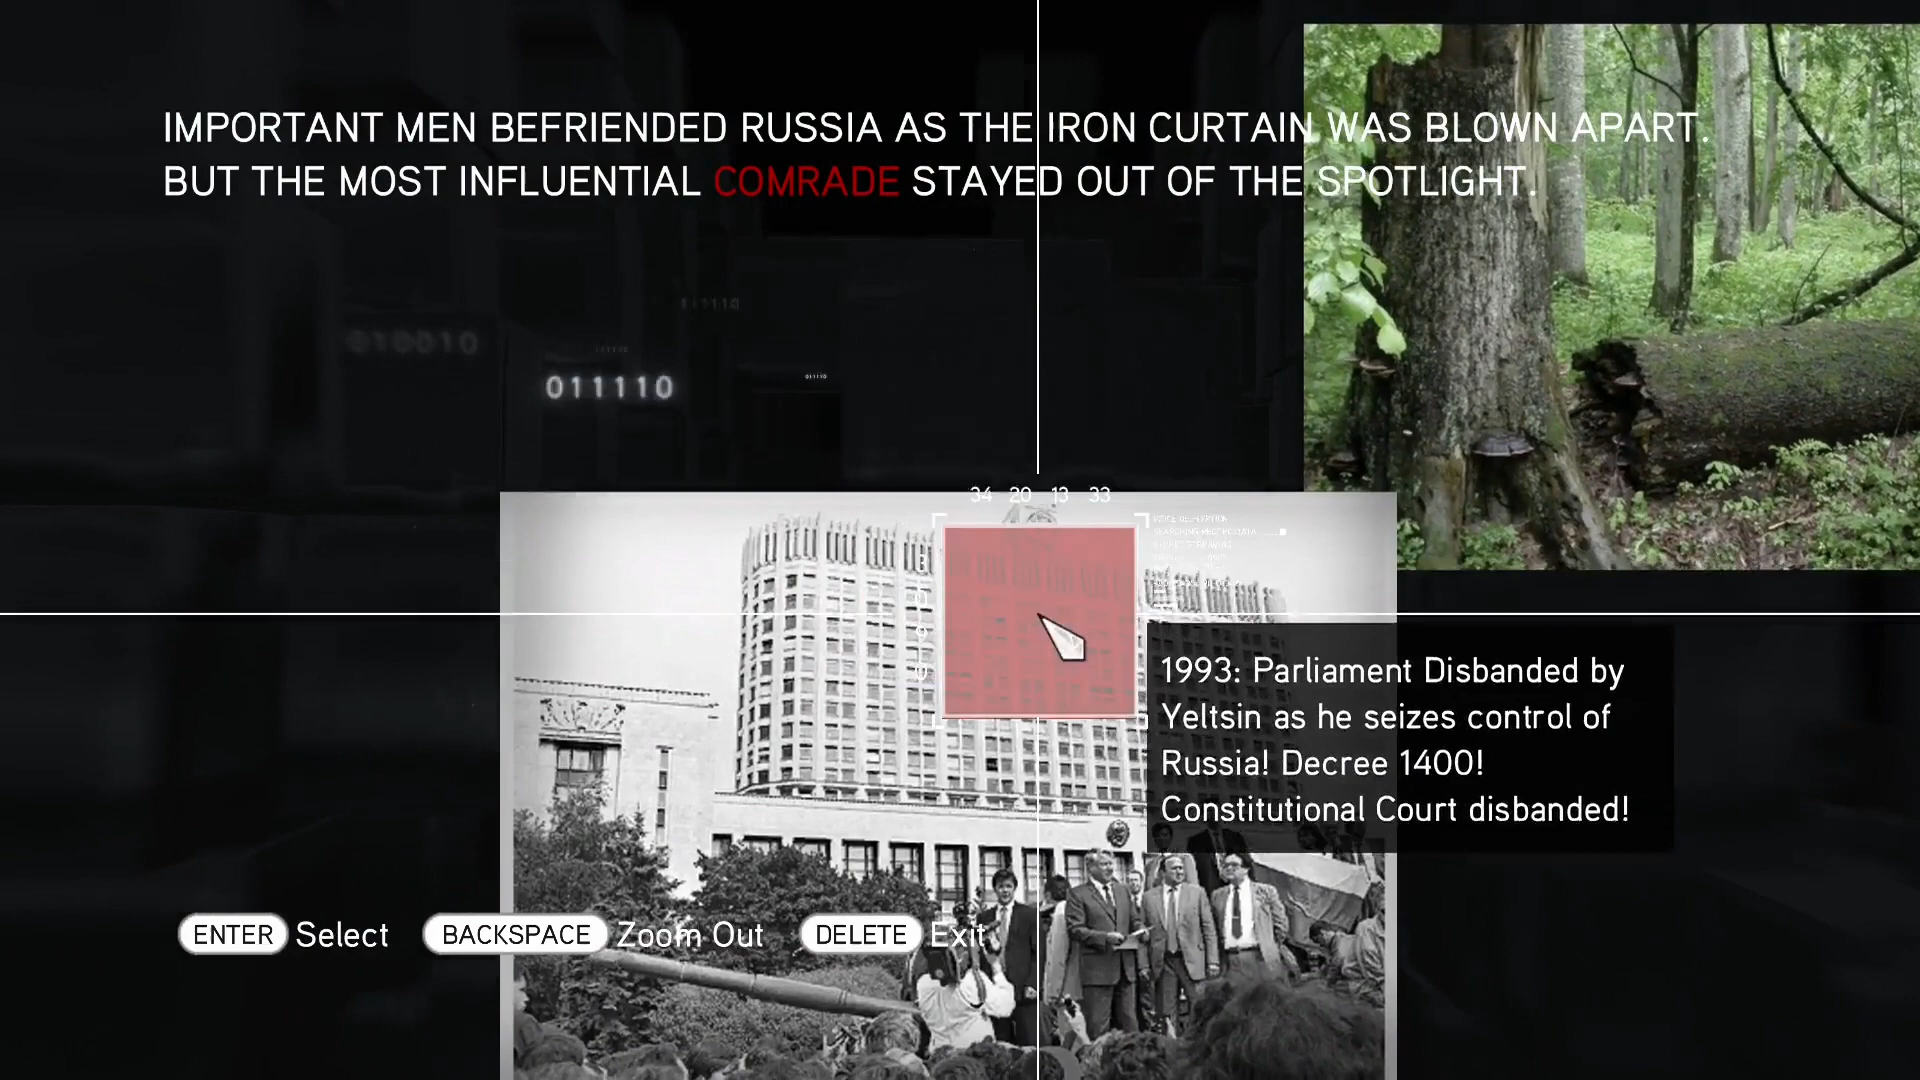 IMPORTANT MEN BEFRIENDED RUSSIA AS THE IRON CURTAIN WAS BLOWN APART.
BUT THE MOST INFLUENTIAL COMRADE STAYED OUT OF THE SPOTLIGHT.
010010
011110
34 20 13 33
1993: Parliament Disbanded by
Yeltsin as he seizes control of
Russia! Decree 1400!
Constitutional Court disbanded!
ENTER Select BACKSPACE Zoom Out DELETE Exit